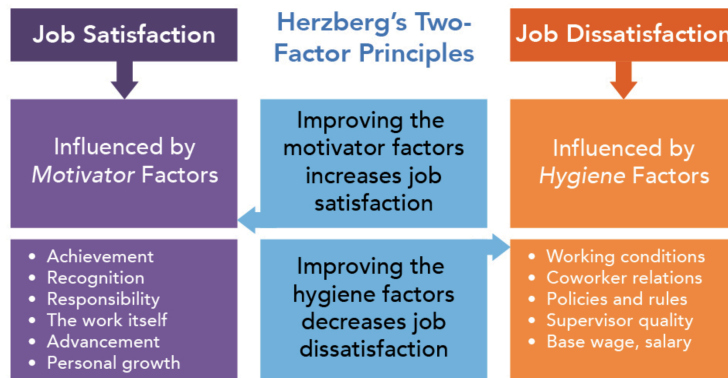 Job Satisfaction
Herzberg’s Two-
Factor Principles
Job Dissatisfaction
Influenced by
Motivator Factors
Improving the
motivator factors
increases job
satisfaction
Influenced by
Hygiene Factors
• Achievement
• Recognition
• Responsibility
• The work itself
• Advancement
• Personal growth
Improving the
hygiene factors
decreases job
dissatisfaction
• Working conditions
• Coworker relations
• Policies and rules
• Supervisor quality
• Base wage, salary